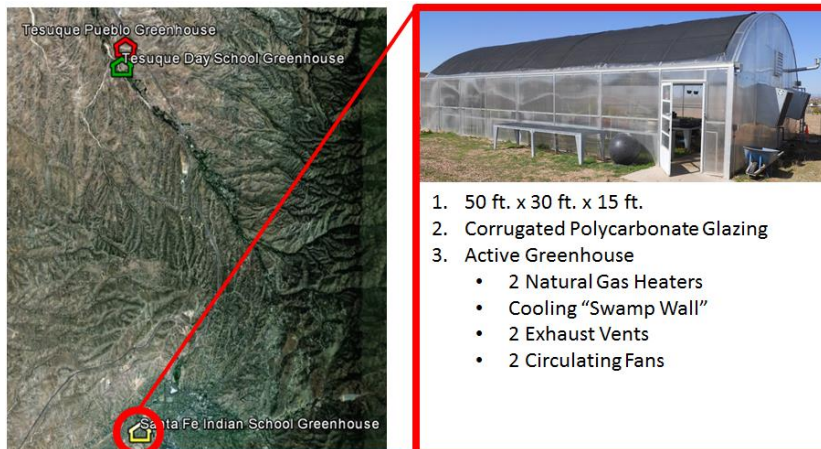 Tesuque Pueblo Greenhouse
Tesuque Day School Greenhouse
Santa Fe Indian School Greenhouse
1. 50 ft. x 30 ft. x 15 ft.
2. Corrugated Polycarbonate Glazing
3. Active Greenhouse
• 2 Natural Gas Heaters
• Cooling “Swamp Wall”
• 2 Exhaust Vents
• 2 Circulating Fans